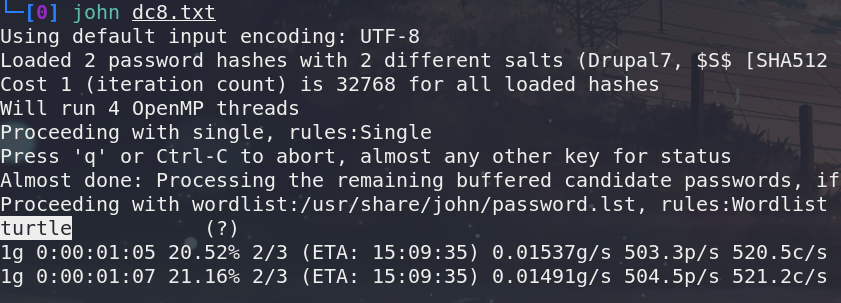 └─[0] john dc8.txt
Using default input encoding: UTF-8
Loaded 2 password hashes with 2 different salts (Drupal7, $S$ [SHA512
Cost 1 (iteration count) is 32768 for all loaded hashes
Will run 4 OpenMP threads
Proceeding with single, rules:Single
Press 'q' or Ctrl-C to abort, almost any other key for status
Almost done: Processing the remaining buffered candidate passwords, if
Proceeding with wordlist:/usr/share/john/password.lst, rules:Wordlist
turtle           (?)
1g 0:00:01:05 20.52% 2/3 (ETA: 15:09:35) 0.01537g/s 503.3p/s 520.5c/s
1g 0:00:01:07 21.16% 2/3 (ETA: 15:09:35) 0.01491g/s 504.5p/s 521.2c/s